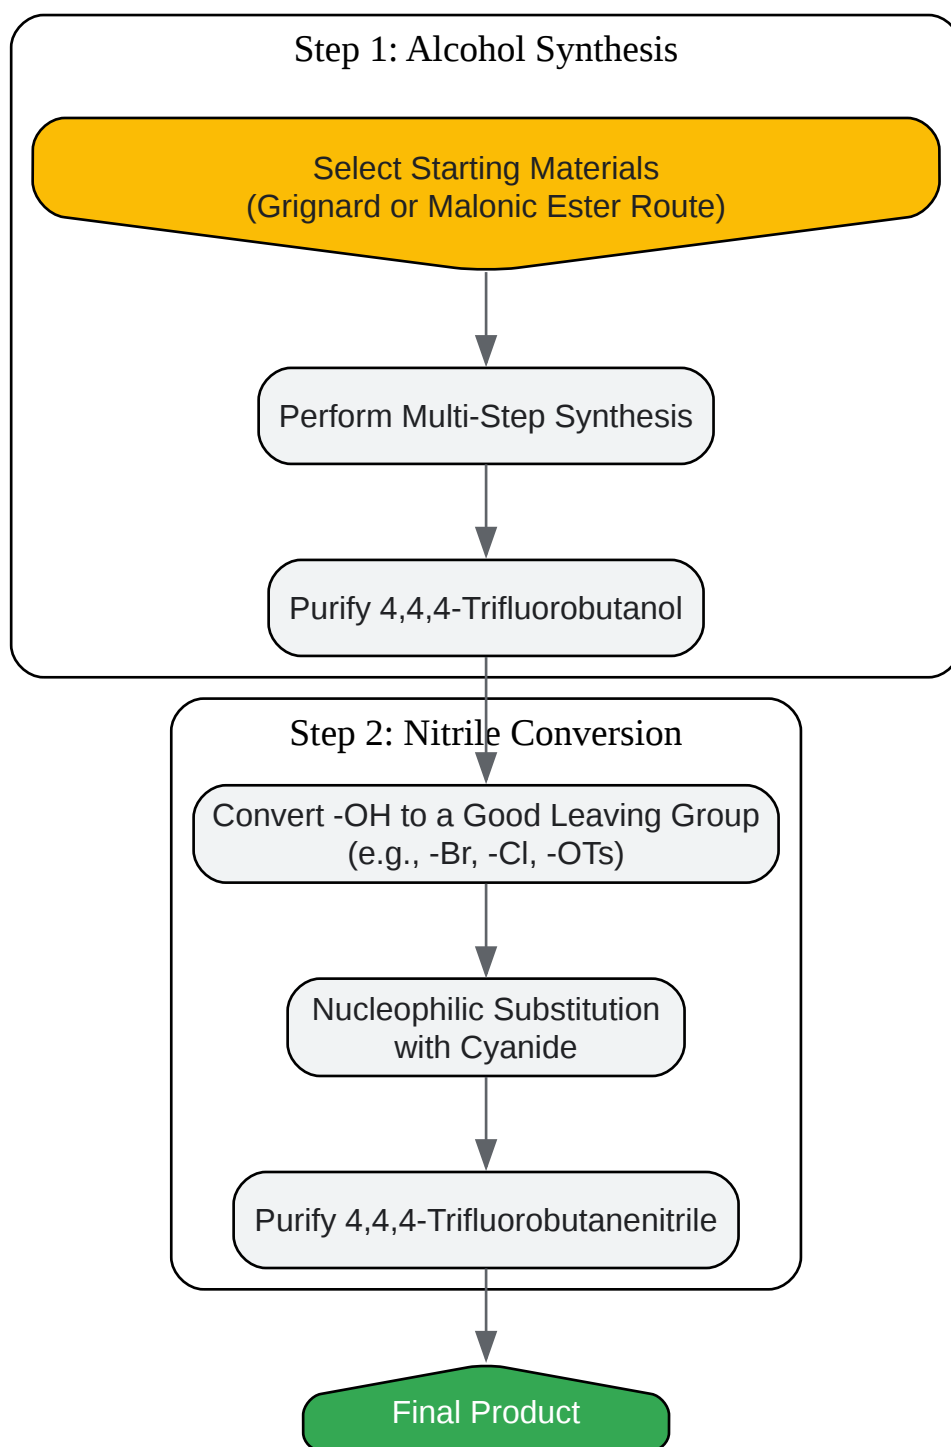 Step 1: Alcohol Synthesis
Select Starting Materials
(Grignard or Malonic Ester Route)
Perform Multi-Step Synthesis
Purify 4,4,4-Trifluorobutanol
Step 2: Nitrile Conversion
Convert -OH to a Good Leaving Group
(e.g., -Br, -Cl, -OTs)
Nucleophilic Substitution
with Cyanide
Purify 4,4,4-Trifluorobutanenitrile
Final Product